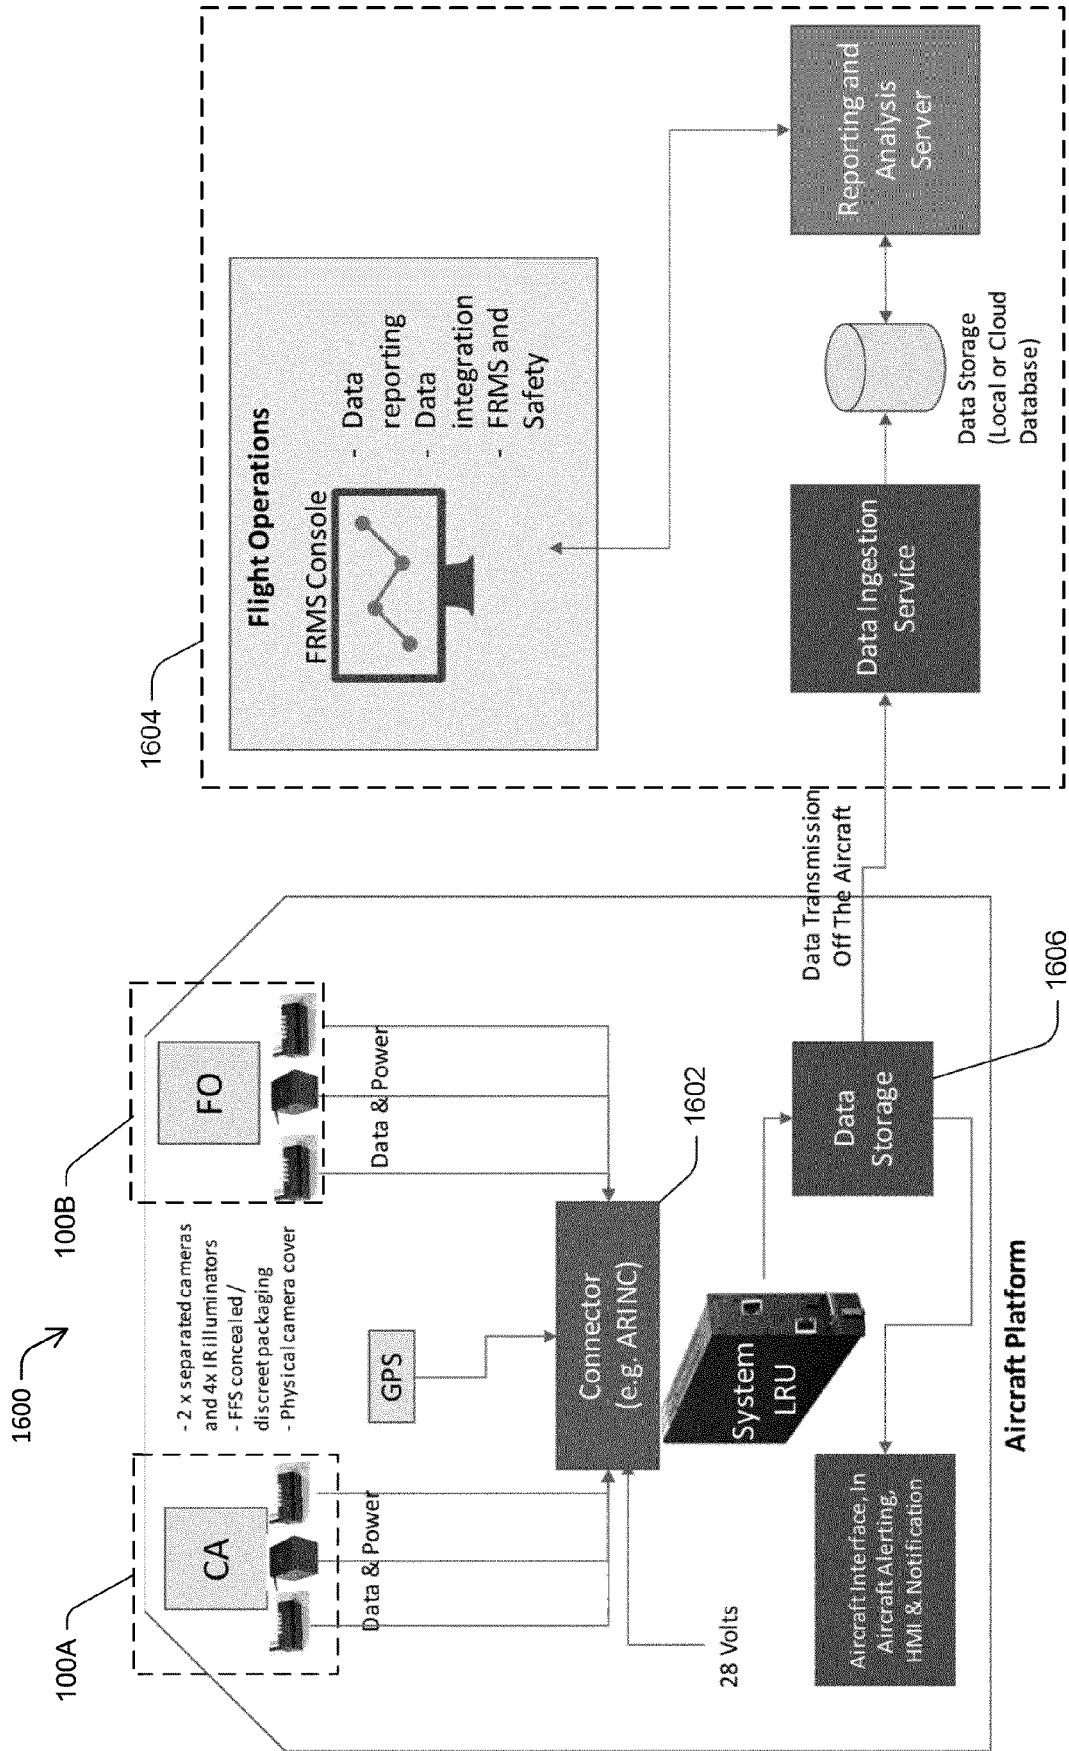 1600
100A
100B
1604
CA
FO
- 2 x separated cameras
and 4x IR illuminators
- FFS concealed/
discreet packaging
- Physical camera cover
Data & Power
Data & Power
GPS
28 Volts
Connector
(e.g. ARINC)
1602
System
LRU
Aircraft Interface, In
Aircraft Alerting,
HMI & Notification
Data
Storage
1606
Aircraft Platform
Data Transmission
Off The Aircraft
Flight Operations
FRMS Console
- Data
reporting
- Data
integration
- FRMS and
Safety
Data Ingestion
Service
Data Storage
(Local or Cloud
Database)
Reporting and
Analysis
Server